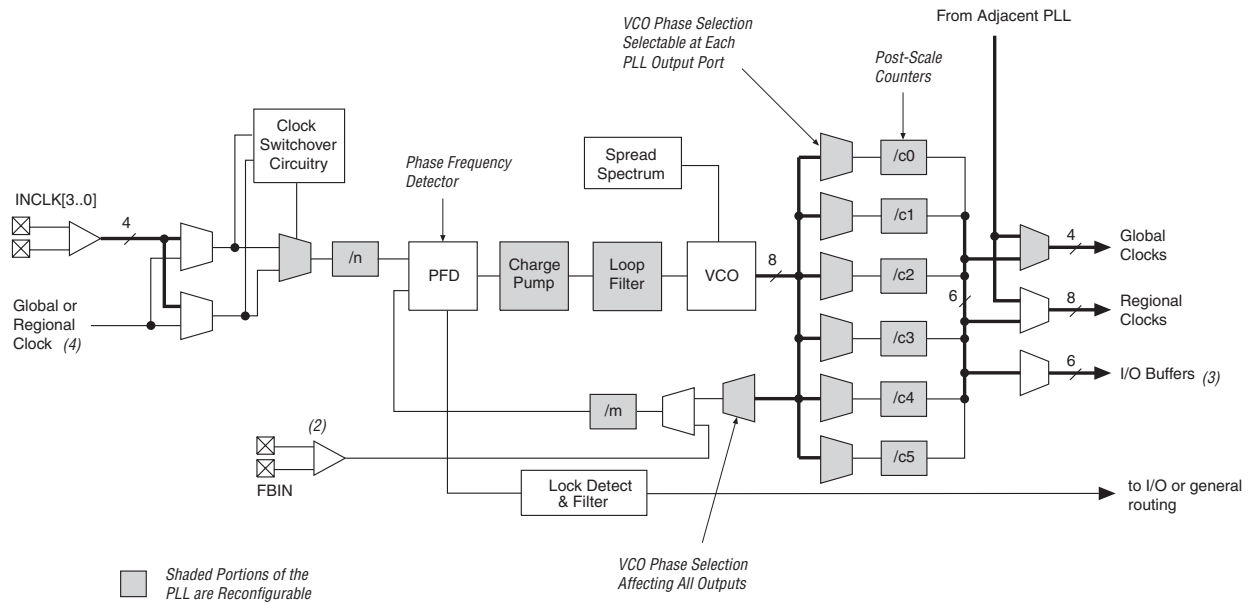 From Adjacent PLL
VCO Phase Selection
Selectable at Each
PLL Output Port
Post-Scale
Counters
Clock
Switchover
Circuitry
Phase Frequency
Detector
Spread
Spectrum
/c0
INCLK[3..0]
4
/c1
4
Global
Clocks
/n
PFD
Charge
Pump
Loop
Filter
VCO
8
/c2
6
8
Regional
Clocks
Global or
Regional
Clock (4)
/c3
6
I/O Buffers (3)
/m
/c4
(2)
FBIN
/c5
Lock Detect
& Filter
to I/O or general
routing
VCO Phase Selection
Affecting All Outputs
Shaded Portions of the
PLL are Reconfigurable